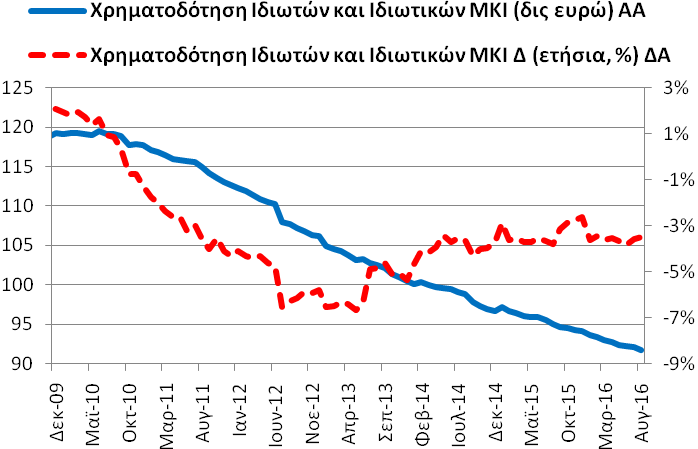 Χρηματοδότηση Ιδιωτών και Ιδιωτικών ΜΚΙ (δις ευρώ) ΑΑ
Χρηματοδότηση Ιδιωτών και Ιδιωτικών ΜΚΙ Δ (ετήσια, %) ΔΑ
125 3%
120 1%
115 -1%
110 -3%
105 -5%
100
95 -7%
90 -9%
Δεκ-09 Μαϊ-10 Οκτ-10 Μαρ-11 Αυγ-11 Ιαν-12 Ιουν-12 Νοε-12 Απρ-13 Σεπ-13 Φεβ-14 Ιουλ-14 Δεκ-14 Μαϊ-15 Οκτ-15 Μαρ-16 Αυγ-16